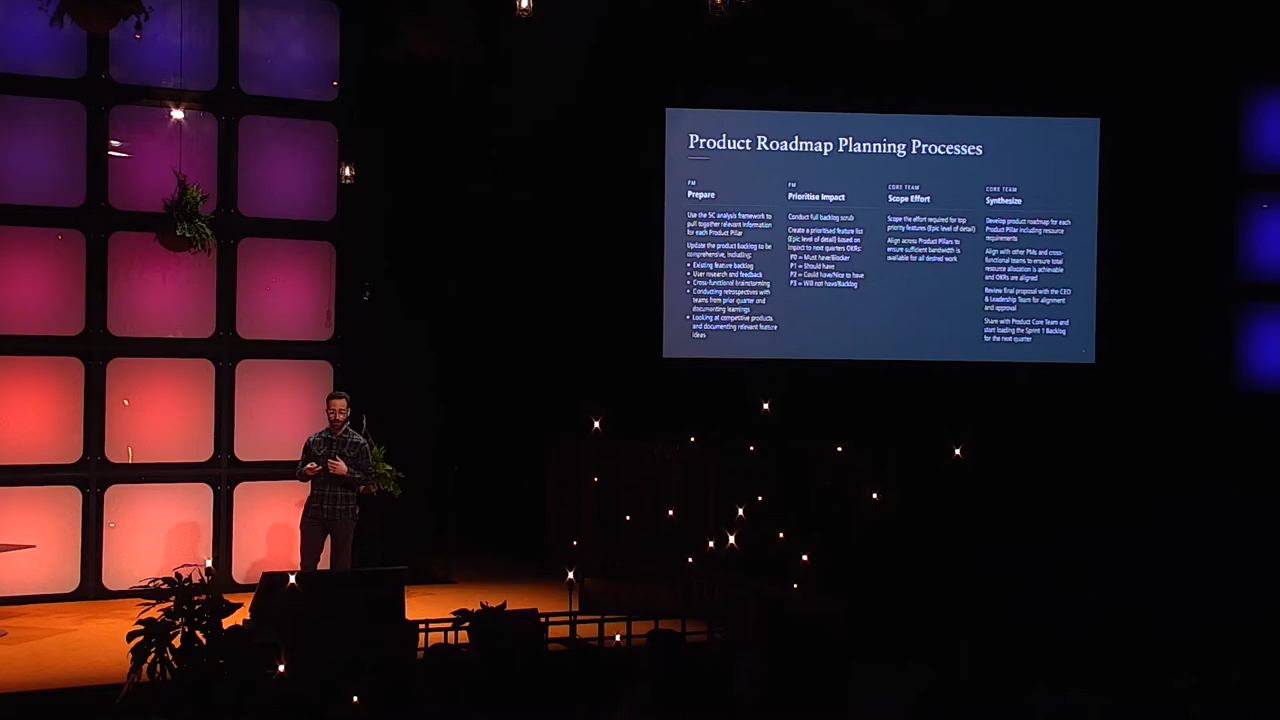 Product Roadmap Planning Processes
PM
Prepare
Use the 5C analysis framework to
pull together relevant information
for each Product Pillar
Update the product backlog to be
comprehensive, including:
• Existing feature backlog
• User research and feedback
• Cross-functional brainstorming
• Conducting retrospectives with
teams from prior quarter and
documenting learnings
• Looking at competitive products
and documenting relevant feature
ideas
PM
Prioritise Impact
Conduct full backlog scrub
Create a prioritised feature list
(Epic level of detail) based on
impact to next quarters OKRs:
P0 = Must have/Blocker
P1 = Should have
P2 = Could have/Nice to have
P3 = Will not have/Backlog
CORE TEAM
Scope Effort
Scope the effort required for top
priority features (Epic level of detail)
Align across Product Pillars to
ensure sufficient bandwidth is
available for all desired work
CORE TEAM
Synthesize
Develop product roadmap for each
Product Pillar including resource
requirements
Align with other PMs and cross-
functional teams to ensure total
resource allocation is achievable
and OKRs are aligned
Review final proposal with the CEO
& Leadership Team for alignment
and approval
Share with Product Core Team and
start loading the Sprint 1 Backlog
for the next quarter